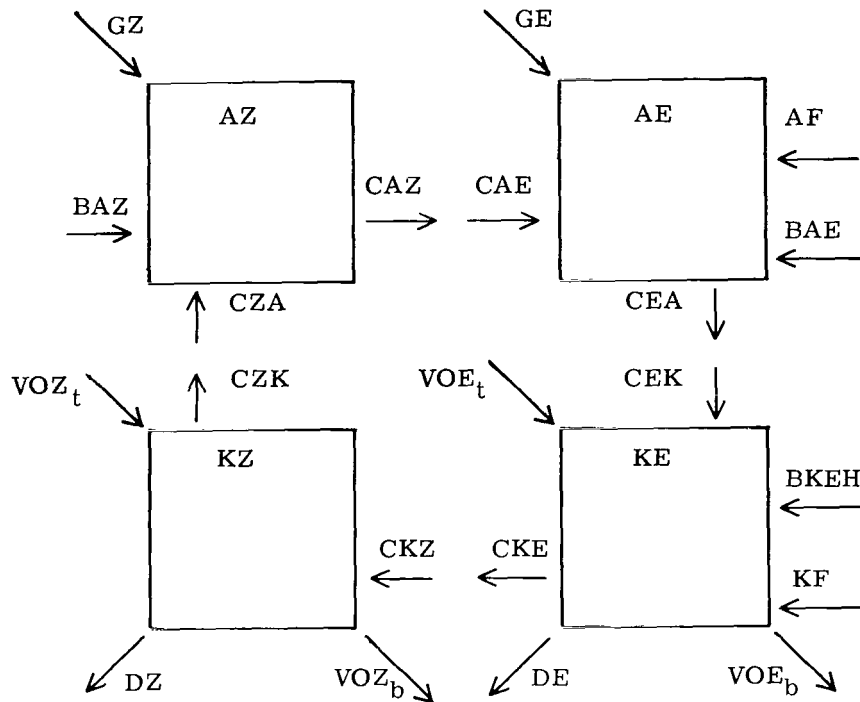 GZ GE
AZ AE AF
CAZ CAE
BAZ BAE
CZA CEA
VOZt CZK VOEt CEK
KZ KE
BKEH
CKZ CKE
KF
DZ VOZb DE VOEb